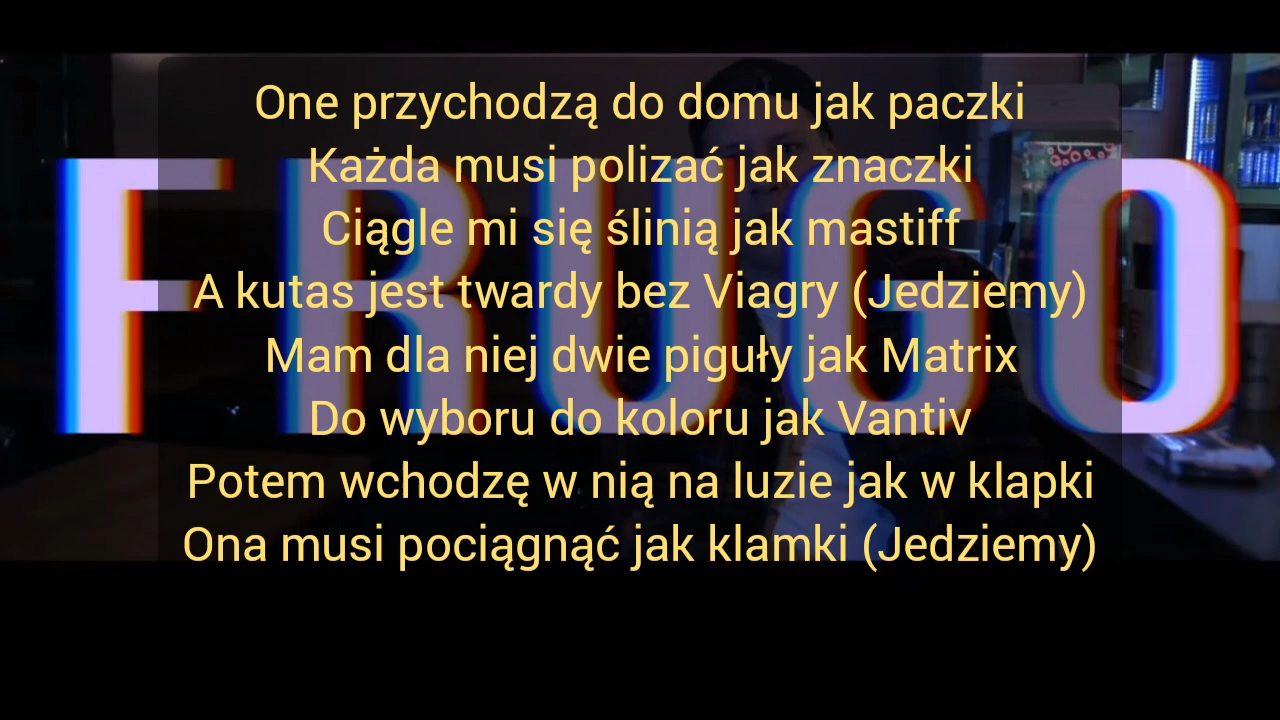 One przychodzą do domu jak paczki
Każda musi polizać jak znaczki
Ciągle mi się ślinią jak mastiff
A kutas jest twardy bez Viagry (Jedziemy)
Mam dla niej dwie piguły jak Matrix
Do wyboru do koloru jak Vantiv
Potem wchodzę w nią na luzie jak w klapki
Ona musi pociągnąć jak klamki (Jedziemy)
FRUGO